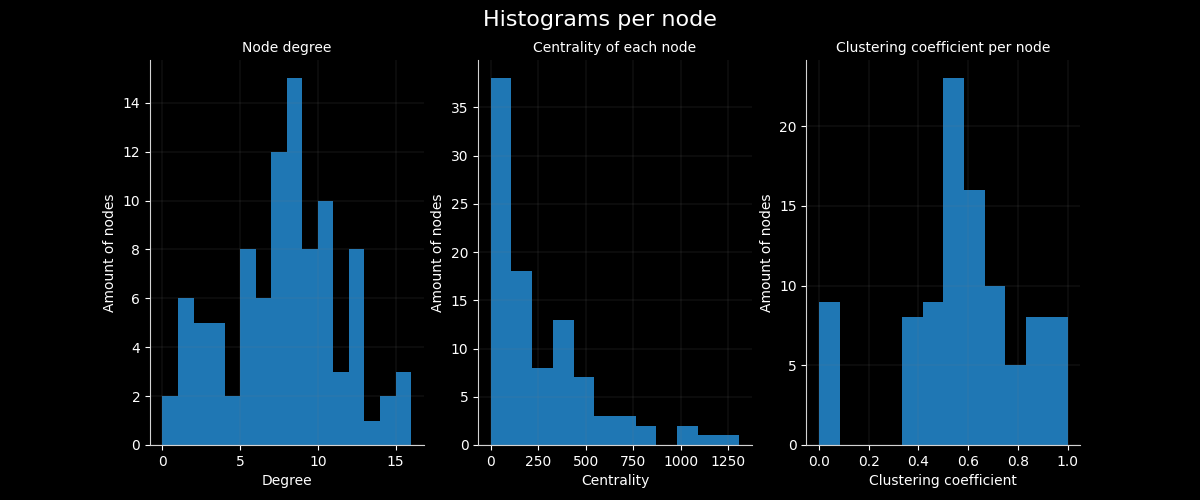 Histograms per node
Node degree
14
12
10
8
6
4
2
0
Amount of nodes
0 5 10 15
Degree
Centrality of each node
35
30
25
20
15
10
5
0
Amount of nodes
0 250 500 750 1000 1250
Centrality
Clustering coefficient per node
20
15
10
5
0
Amount of nodes
0.0 0.2 0.4 0.6 0.8 1.0
Clustering coefficient